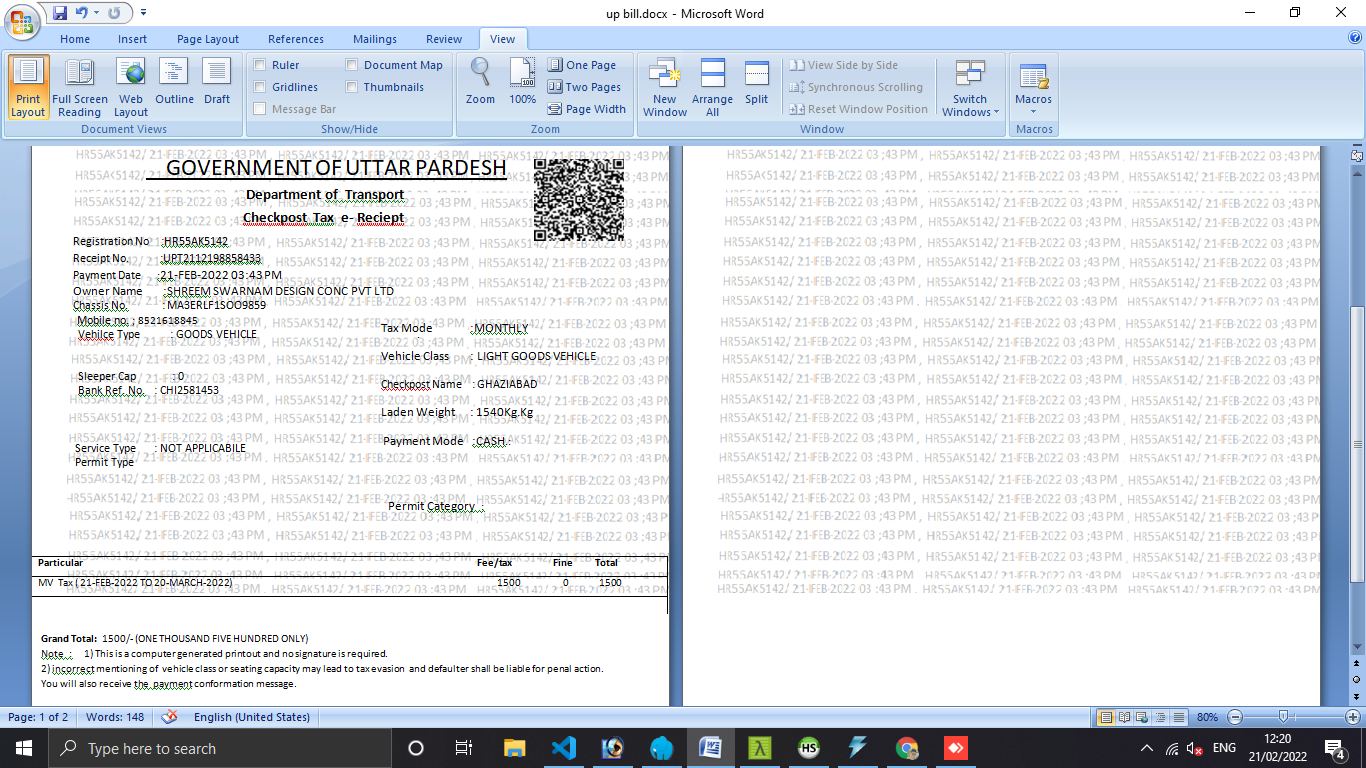 up bill.docx - Microsoft Word
Home Insert Page Layout References Mailings Review View
Print Layout
Full Screen Reading
Web Layout
Outline
Draft
Document Views
Ruler
Gridlines
Message Bar
Document Map
Thumbnails
Show/Hide
Zoom
100%
One Page
Two Pages
Page Width
Zoom
New Window
Arrange All
Split
View Side by Side
Synchronous Scrolling
Reset Window Position
Window
Switch Windows
Macros
Macros
GOVERNMENT OF UTTAR PARDESH
Department of Transport
Checkpost Tax e- Reciept
Registration No :HR55AK5142
Receipt No. :UPT2112198858433
Payment Date :21-FEB-2022 03:43 PM
Owner Name :SHREEM SWARNAM DESIGN CONC PVT LTD
Chassis No. : MA3ERLF1SOO9859
Mobile no. ; 8521618845
Vehilce Type : GOODS VEHICLE
Tax Mode :MONTHLY
Vehicle Class : LIGHT GOODS VEHICLE
Sleeper Cap : 0
Checkpost Name : GHAZIABAD
Bank Ref. No. : CHI2581453
Laden Weight : 1540Kg.Kg
Payment Mode :CASH.:
Service Type : NOT APPLICABILE
Permit Type
Permit Category :
HR55AK5142/ 21-FEB-2022 03 ;43 PM ,
Particular Fee/tax Fine Total
MV Tax ( 21-FEB-2022 TO 20-MARCH-2022) 1500 0 1500
Grand Total: 1500/- (ONE THOUSAND FIVE HUNDRED ONLY)
Note : 1) This is a computer generated printout and no signature is required.
2) incorrect mentioning of vehicle class or seating capacity may lead to tax evasion and defaulter shall be liable for penal action.
You will also receive the payment conformation message.
Page: 1 of 2 Words: 148 English (United States) 80%
Type here to search
HS
ENG
12:20
21/02/2022
4